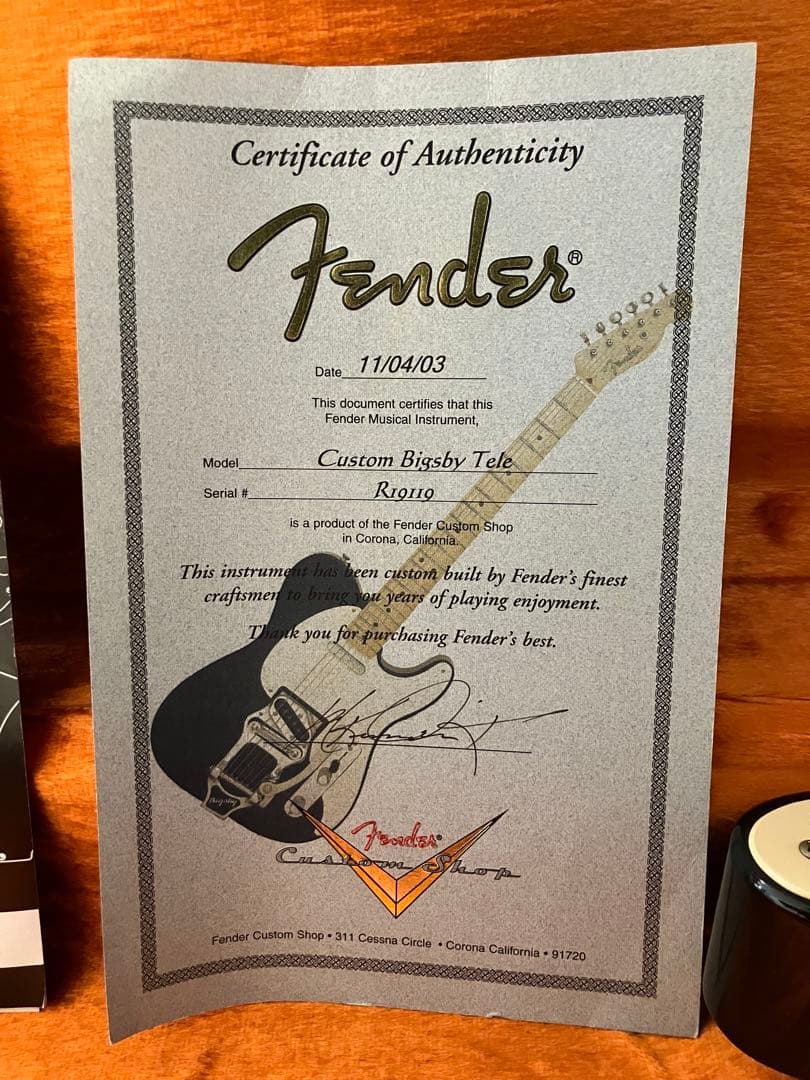 Certificate of Authenticity
Fender®
Date 11/04/03
This document certifies that this
Fender Musical Instrument,
Model Custom Bigsby Tele
Serial # R19119
is a product of the Fender Custom Shop
in Corona, California.
This instrument has been custom built by Fender's finest
craftsmen to bring you years of playing enjoyment.
Thank you for purchasing Fender's best.
Fender
Bigsby
Fender®
Custom Shop
Fender Custom Shop • 311 Cessna Circle • Corona California • 91720